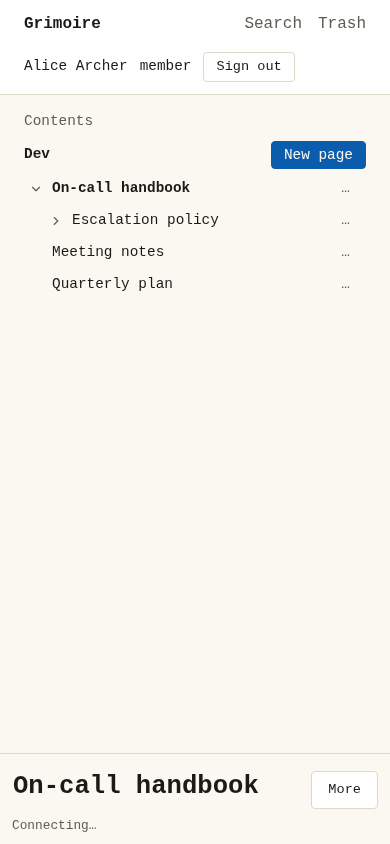 Grimoire Search Trash
Alice Archer member Sign out
Contents
Dev New page
On-call handbook …
Escalation policy …
Meeting notes …
Quarterly plan …
On-call handbook More
Connecting…